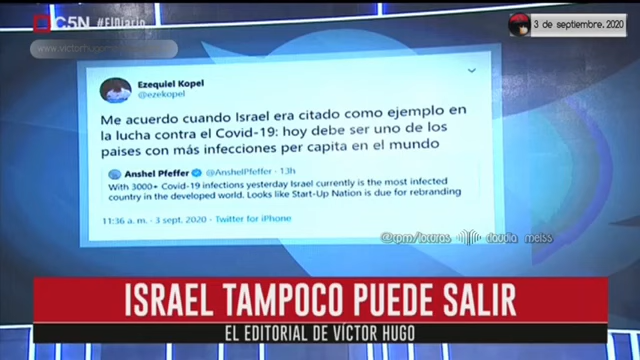 C5N #ElDiario
3 de septiembre. 2020
Ezequiel Kopel
@ezekopel
Me acuerdo cuando Israel era citado como ejemplo en
la lucha contra el Covid-19: hoy debe ser uno de los
paises con más infecciones per capita en el mundo
Anshel Pfeffer @AnshelPfeffer · 13h
With 3000+ Covid-19 infections yesterday Israel currently is the most infected
country in the developed world. Looks like Start-Up Nation is due for rebranding
11:36 a. m. · 3 sept. 2020 · Twitter for iPhone
claudia meiss
ISRAEL TAMPOCO PUEDE SALIR
EL EDITORIAL DE VÍCTOR HUGO